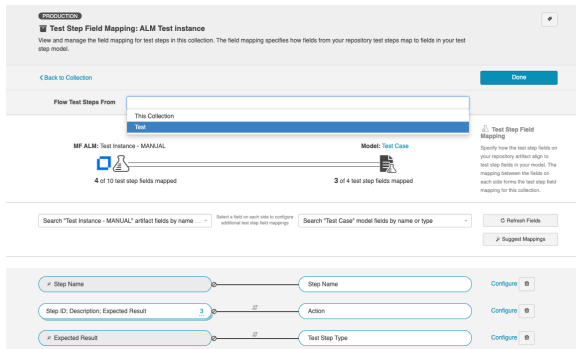 PRODUCTION
Test Step Field Mapping: ALM Test instance
View and manage the field mapping for test steps in this collection. The field mapping specifies how fields from your repository test steps map to fields in your test
step model.
Back to Collection
Done
Flow Test Steps From
This Collection
Test
MF ALM: Test Instance - MANUAL
Model: Test Case
4 of 10 test step fields mapped
3 of 4 test step fields mapped
Test Step Field
Mapping
Specify how the test step fields on
your repository artifact align to
test step fields in your model. The
mapping between the fields on
each side forms the test step field
mapping for this collection.
Search "Test Instance - MANUAL" artifact fields by name ...
Select a field on each side to configure
additional test step field mappings
Search "Test Case" model fields by name or type
Refresh Fields
Suggest Mappings
Step Name
Step Name
Configure
Step ID; Description; Expected Result 3
Action
Configure
Expected Result
Test Step Type
Configure